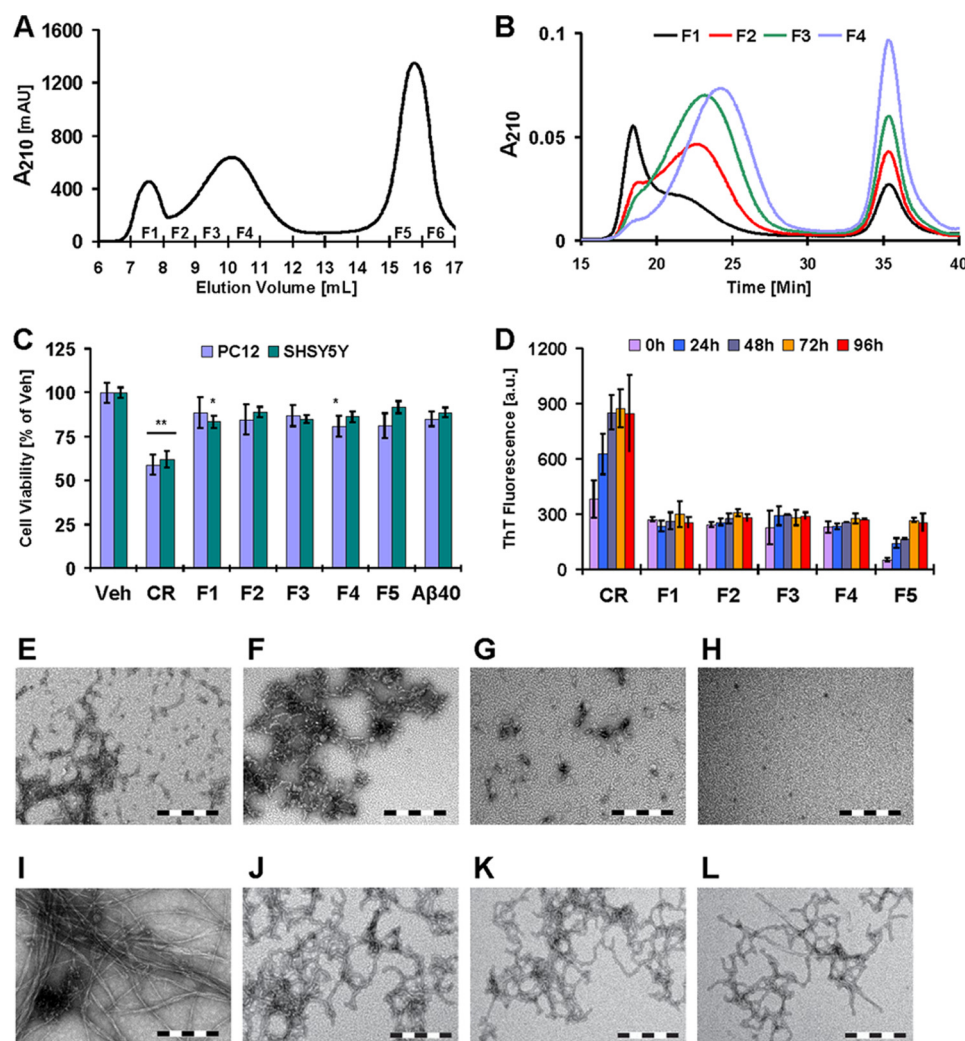 A
A210 [mAU]
1600
1200
800
400
0
F1 F2 F3 F4 F5 F6
6 7 8 9 10 11 12 13 14 15 16 17
Elution Volume [mL]
B
F1 F2 F3 F4
A210
0.1
0.05
0
15 20 25 30 35 40
Time [Min]
C
PC12 SHSY5Y
Cell Viability [% of Veh]
125
100
75
50
25
0
** * *
Veh CR F1 F2 F3 F4 F5 Aβ40
D
0h 24h 48h 72h 96h
ThT Fluorescence [a.u.]
1200
900
600
300
0
CR F1 F2 F3 F4 F5
E F G H
I J K L